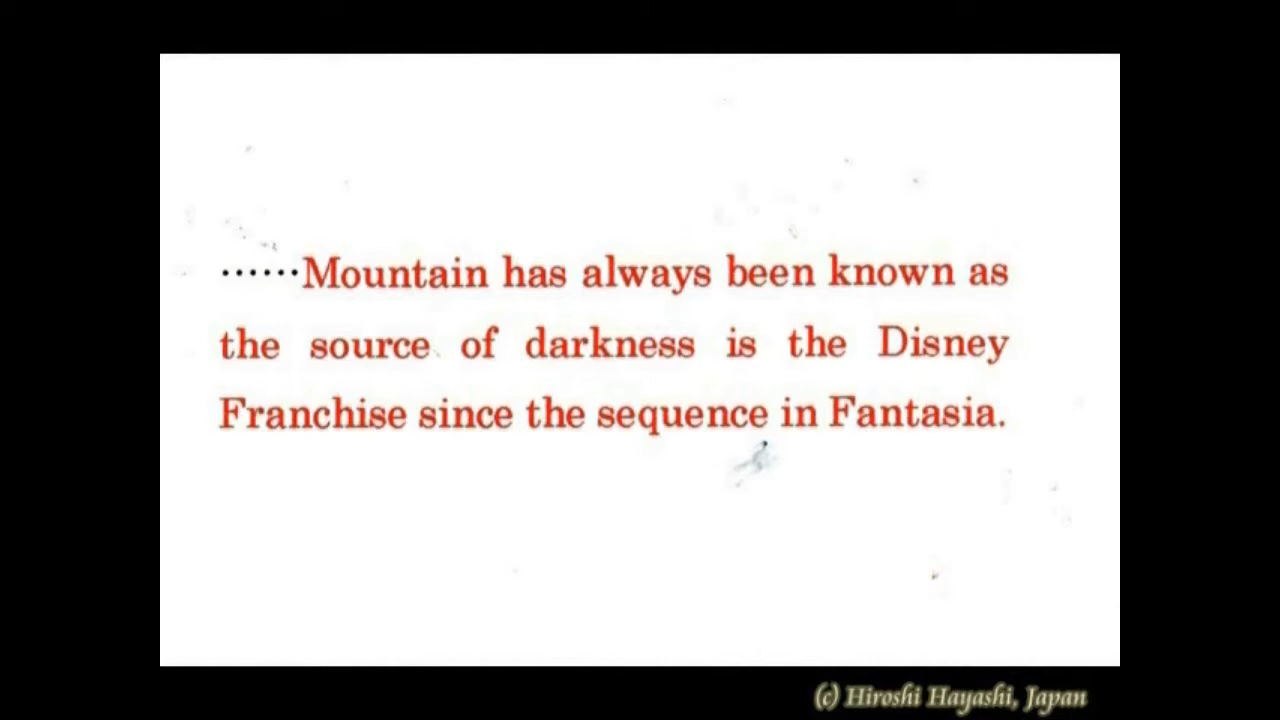 ······Mountain has always been known as
the source of darkness is the Disney
Franchise since the sequence in Fantasia.
(c) Hiroshi Hayashi, Japan